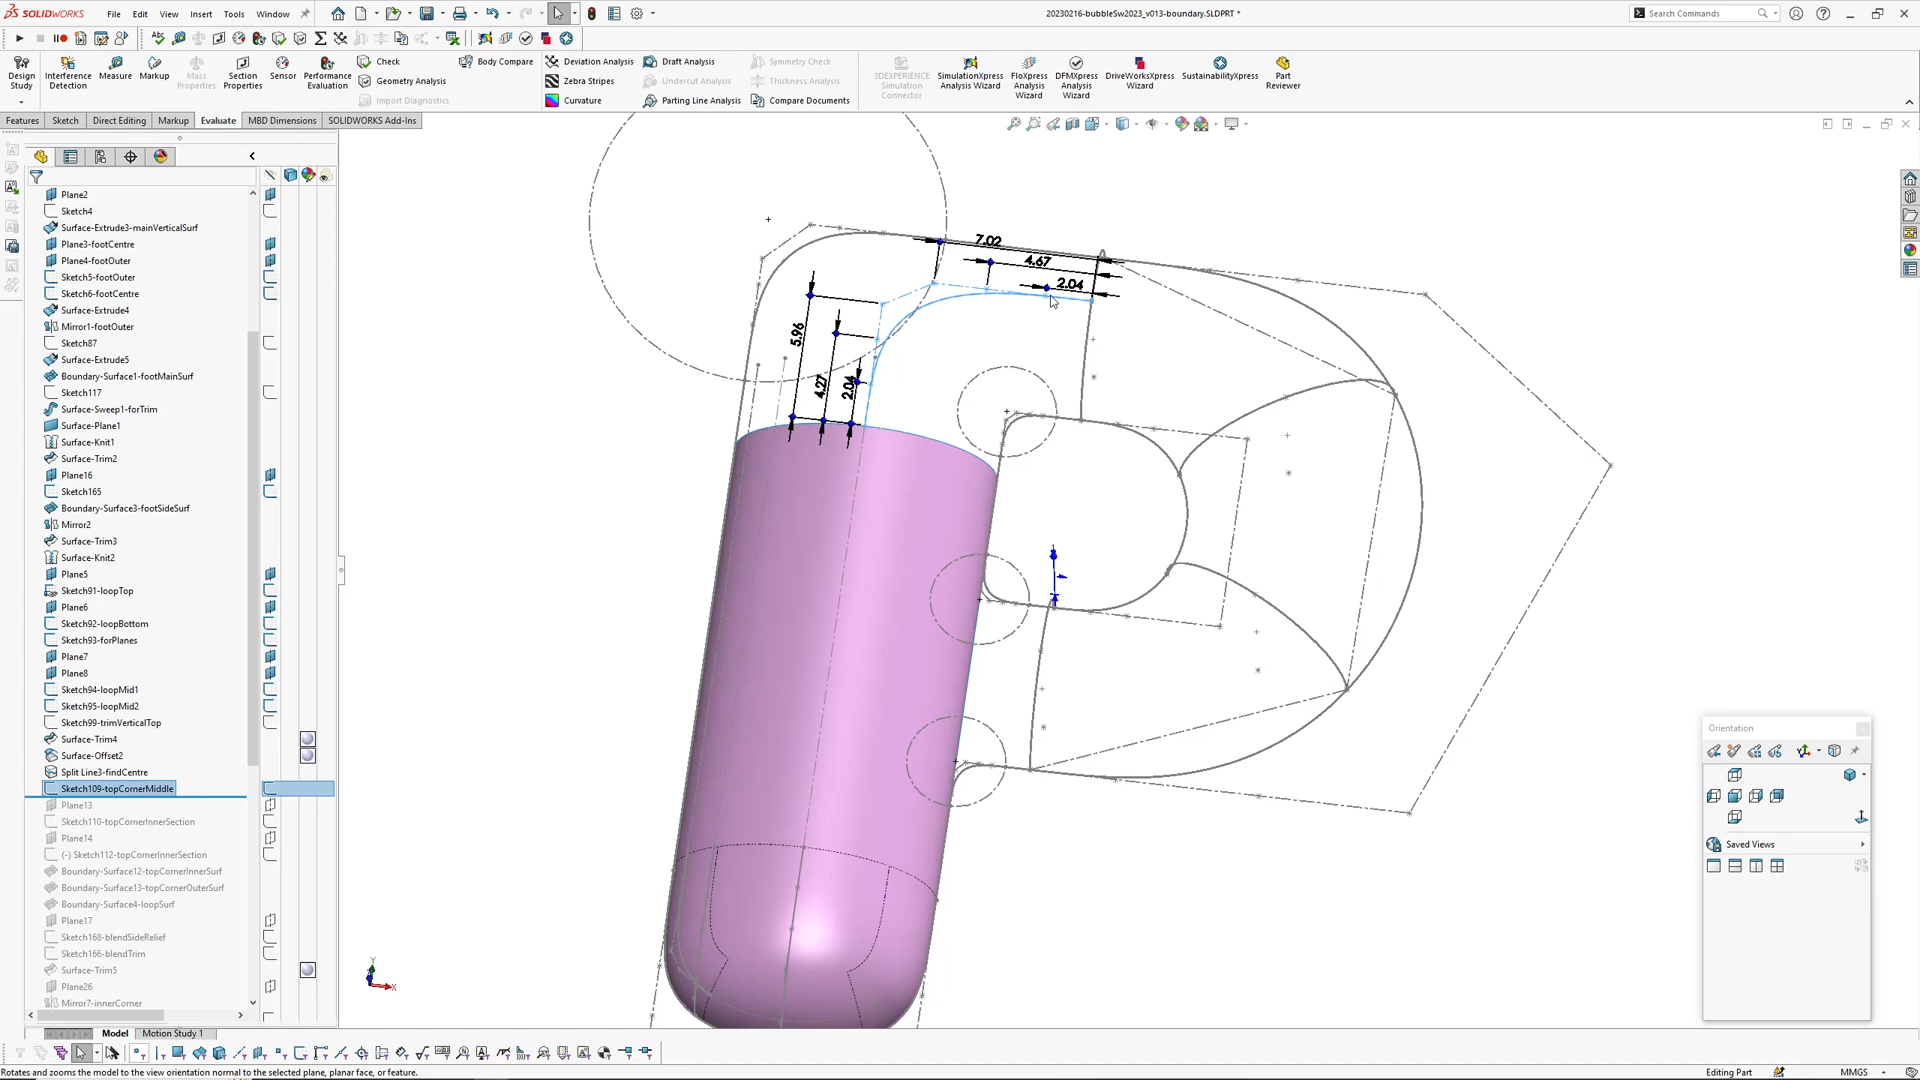 SOLIDWORKS
File
Edit
View
Insert
Tools
Window
20230216-bubbleSw2023_v013-boundary.SLDPRT *
Search Commands
Design Study
Interference Detection
Measure
Markup
Mass Properties
Section Properties
Sensor
Performance Evaluation
Check
Geometry Analysis
Import Diagnostics
Body Compare
Deviation Analysis
Zebra Stripes
Curvature
Draft Analysis
Undercut Analysis
Parting Line Analysis
Symmetry Check
Thickness Analysis
Compare Documents
3DEXPERIENCE Simulation Connector
SimulationXpress Analysis Wizard
FloXpress Analysis Wizard
DFMXpress Analysis Wizard
DriveWorksXpress Wizard
SustainabilityXpress
Part Reviewer
Features
Sketch
Direct Editing
Markup
Evaluate
MBD Dimensions
SOLIDWORKS Add-Ins
Plane2
Sketch4
Surface-Extrude3-mainVerticalSurf
Plane3-footCentre
Plane4-footOuter
Sketch5-footOuter
Sketch6-footCentre
Surface-Extrude4
Mirror1-footOuter
Sketch87
Surface-Extrude5
Boundary-Surface1-footMainSurf
Sketch117
Surface-Sweep1-forTrim
Surface-Plane1
Surface-Knit1
Surface-Trim2
Plane16
Sketch165
Boundary-Surface3-footSideSurf
Mirror2
Surface-Trim3
Surface-Knit2
Plane5
Sketch91-loopTop
Plane6
Sketch92-loopBottom
Sketch93-forPlanes
Plane7
Plane8
Sketch94-loopMid1
Sketch95-loopMid2
Sketch99-trimVerticalTop
Surface-Trim4
Surface-Offset2
Split Line3-findCentre
Sketch109-topCornerMiddle
Plane13
Sketch110-topCornerInnerSection
Plane14
(-) Sketch112-topCornerInnerSection
Boundary-Surface12-topCornerInnerSurf
Boundary-Surface13-topCornerOuterSurf
Boundary-Surface4-loopSurf
Plane17
Sketch168-blendSideRelief
Sketch166-blendTrim
Surface-Trim5
Plane26
Mirror7-innerCorner
7.02
4.67
2.04
5.96
4.27
2.04
Y
X
Orientation
Saved Views
Model
Motion Study 1
Rotates and zooms the model to the view orientation normal to the selected plane, planar face, or feature.
Editing Part
MMGS